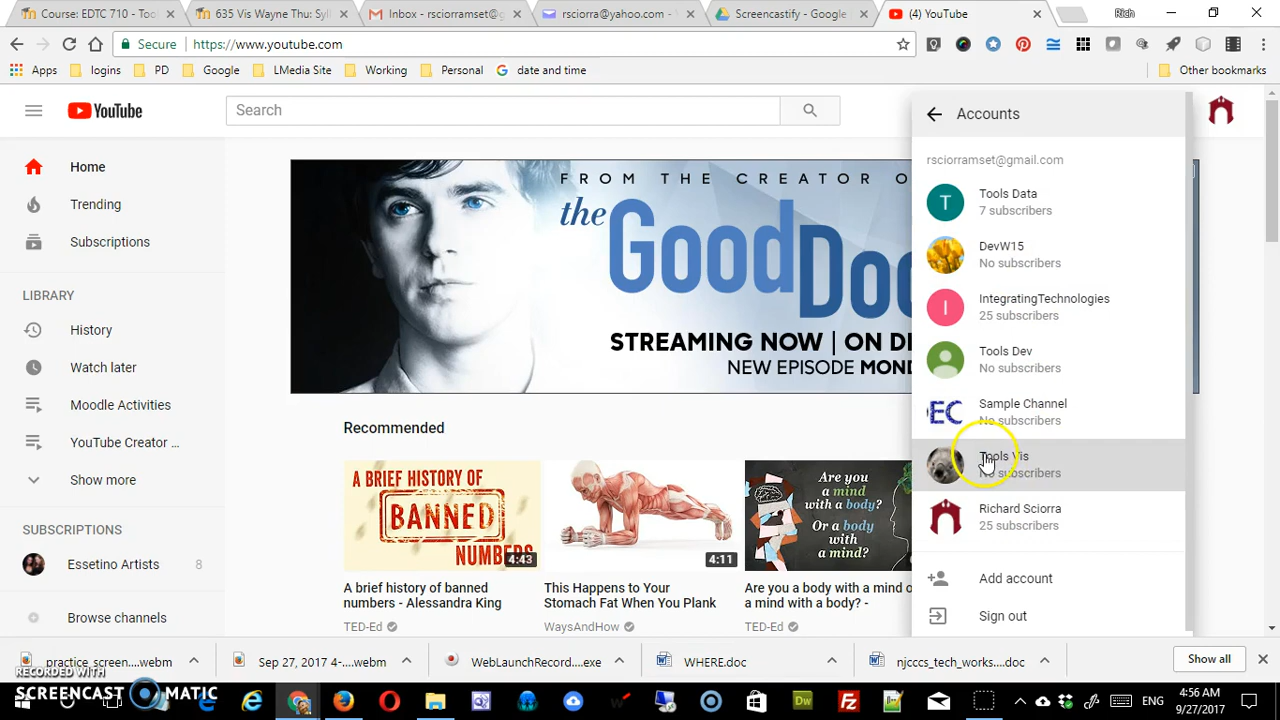 Course: EDTC 710 - Too
635 Vis Wayne Thu: Syll
Inbox - rsciorramset@g
rsciorra@yahoo.com - Y
Screencastify - Google
(4) YouTube
Rich
Secure https://www.youtube.com
Apps logins PD Google LMedia Site Working Personal date and time Other bookmarks
YouTube
Search
Home
Trending
Subscriptions
LIBRARY
History
Watch later
Moodle Activities
YouTube Creator ...
Show more
SUBSCRIPTIONS
Essetino Artists 8
Browse channels
FROM THE CREATOR O
the
Good
Doc
STREAMING NOW | ON D
NEW EPISODE MOND
Recommended
A BRIEF HISTORY OF
BANNED
NUMBERS
4:43
A brief history of banned
numbers - Alessandra King
TED-Ed
4:11
This Happens to Your
Stomach Fat When You Plank
WaysAndHow
Are you
a mind
with a body?
Or a
body with
a mind?
Are you a body with a mind o
a mind with a body? -
TED-Ed
Accounts
rsciorramset@gmail.com
T
Tools Data
7 subscribers
DevW15
No subscribers
I
IntegratingTechnologies
25 subscribers
Tools Dev
No subscribers
EC
Sample Channel
No subscribers
Tools Vis
No subscribers
Richard Sciorra
25 subscribers
Add account
Sign out
practice_screen....webm
Sep 27, 2017 4-....webm
WebLaunchRecord....exe
WHERE.doc
njcccs_tech_works....doc
Show all
RECORDED WITH
SCREENCAST MATIC
Dw
FZ
ENG
4:56 AM
9/27/2017